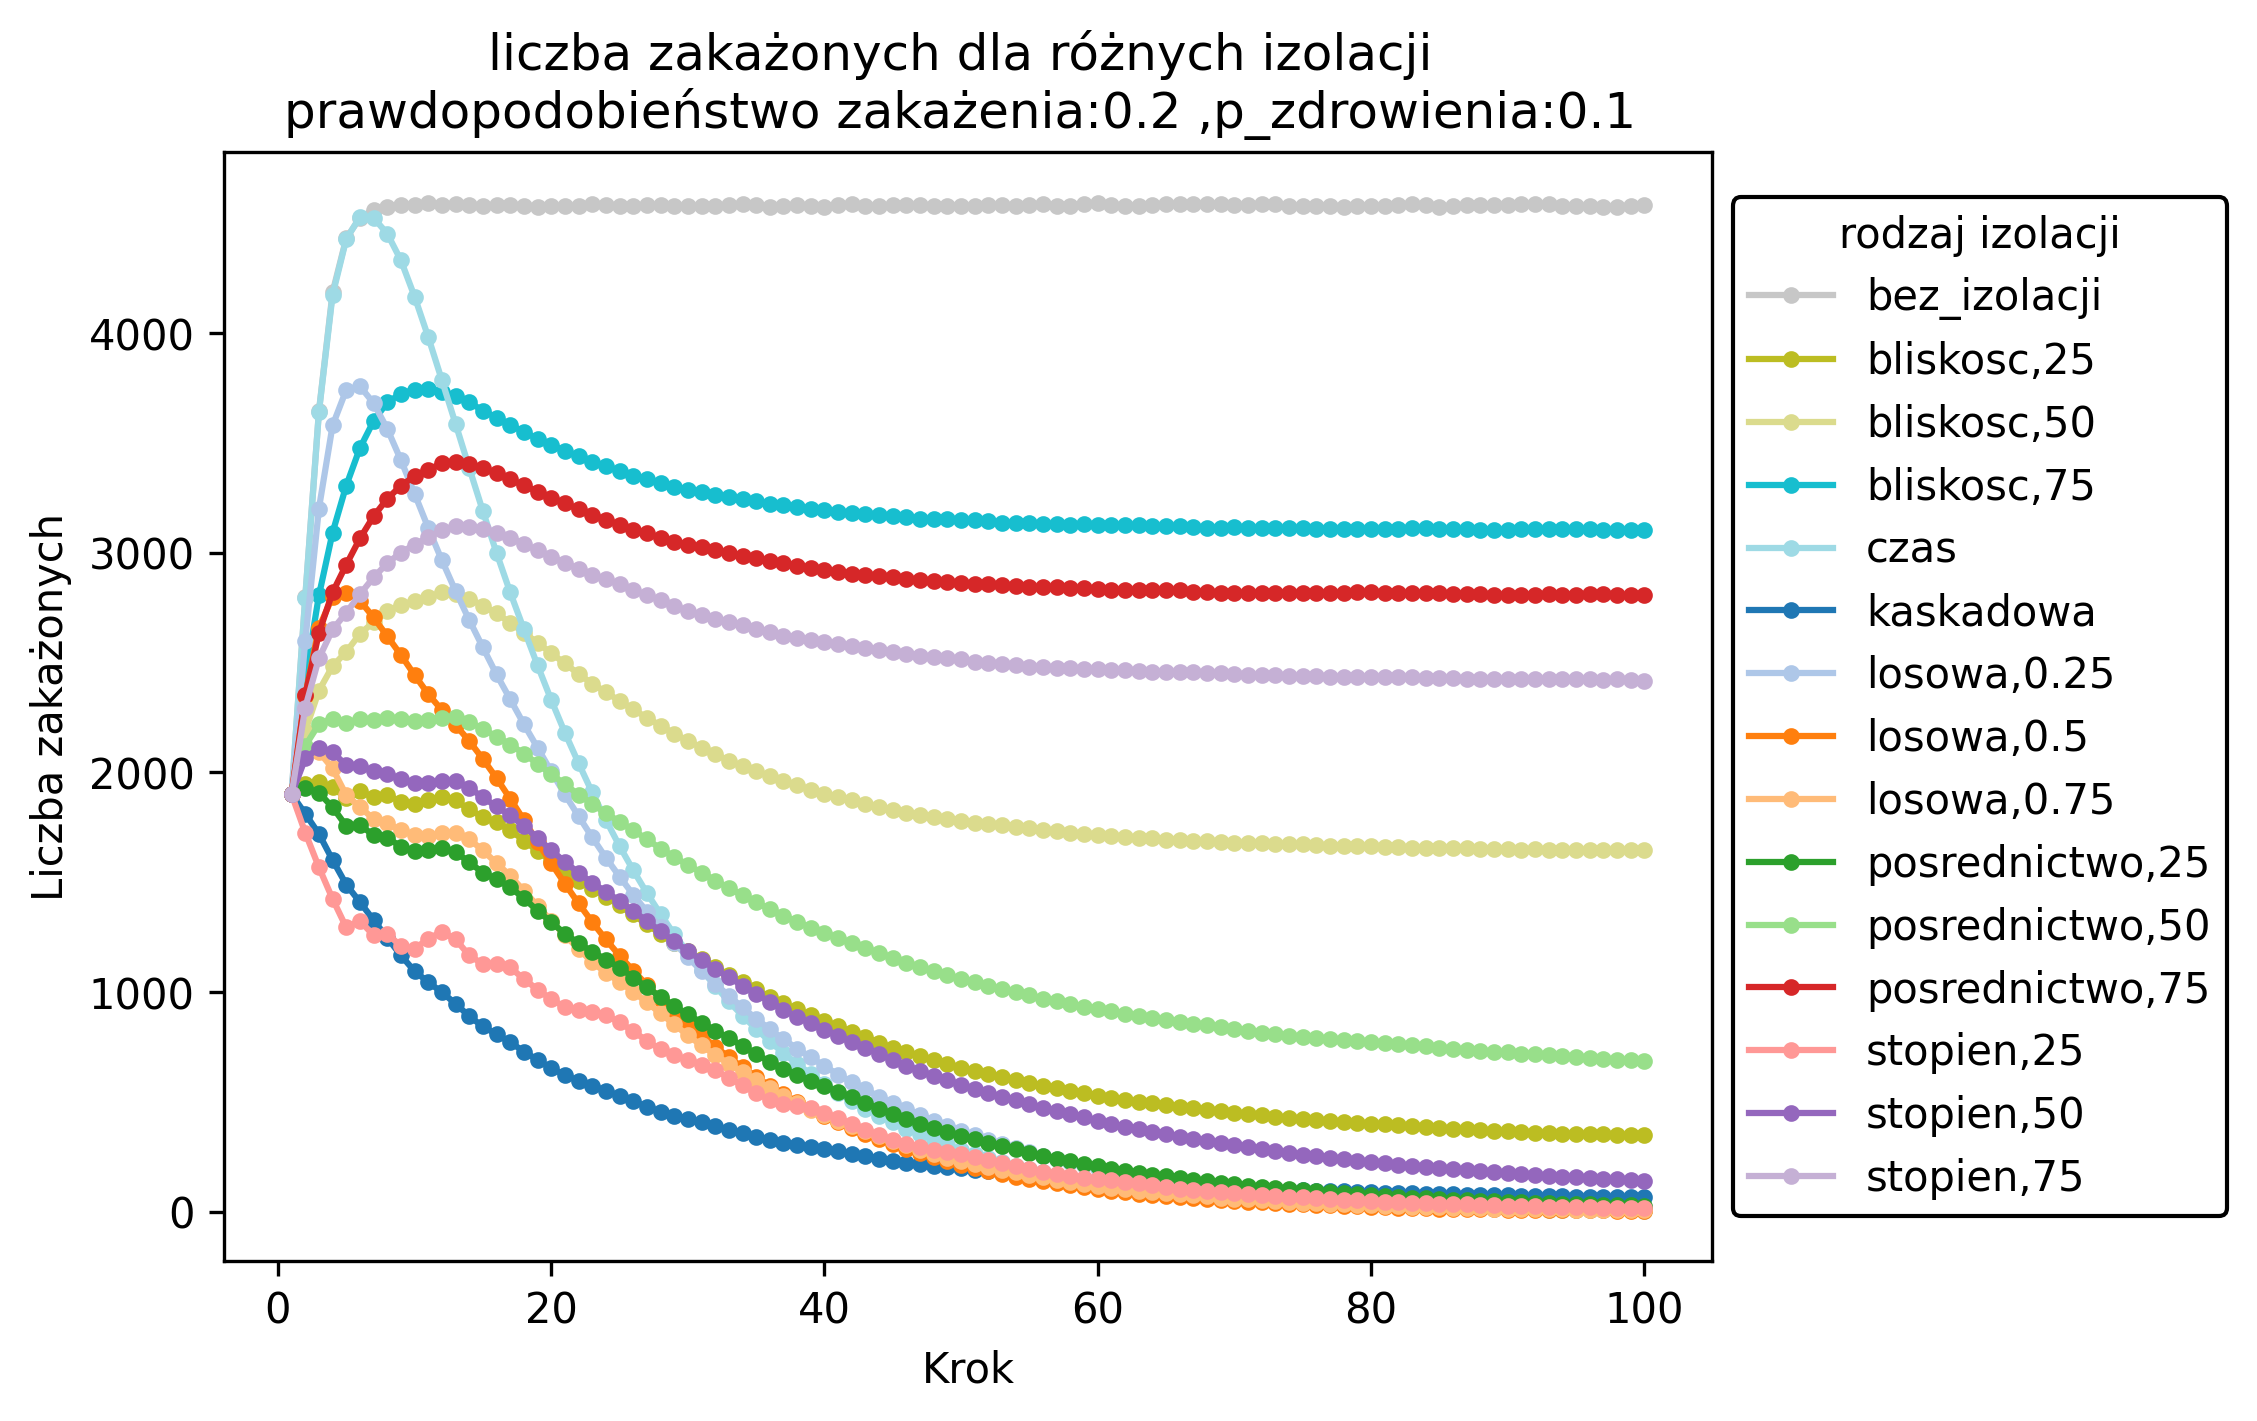 liczba zakażonych dla różnych izolacji
prawdopodobieństwo zakażenia:0.2 ,p_zdrowienia:0.1
Liczba zakażonych
4000
3000
2000
1000
0
0 20 40 60 80 100
Krok
rodzaj izolacji
bez_izolacji
bliskosc,25
bliskosc,50
bliskosc,75
czas
kaskadowa
losowa,0.25
losowa,0.5
losowa,0.75
posrednictwo,25
posrednictwo,50
posrednictwo,75
stopien,25
stopien,50
stopien,75